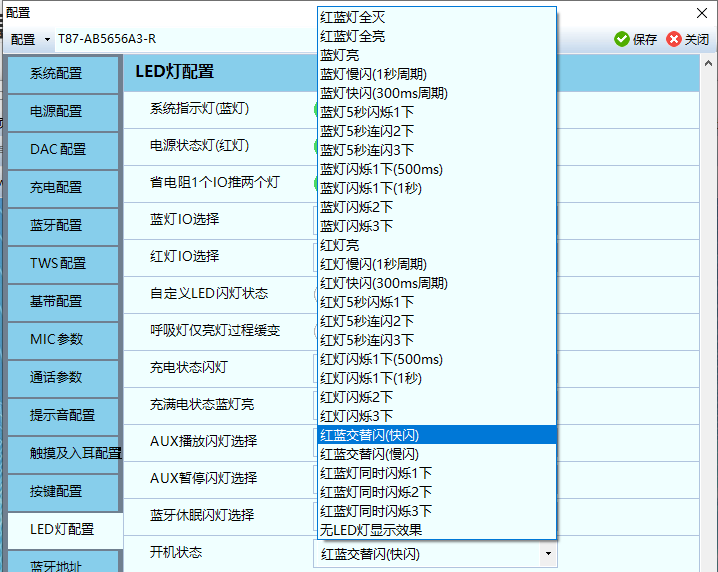 配置
配置 T87-AB5656A3-R 保存 关闭
系统配置
电源配置
DAC 配置
充电配置
蓝牙配置
TWS 配置
基带配置
MIC 参数
通话参数
提示音配置
触摸及入耳配置
按键配置
LED灯配置
蓝牙地址
LED灯配置
系统指示灯(蓝灯)
电源状态灯(红灯)
省电阻1个IO推两个灯
蓝灯IO选择
红灯IO选择
自定义LED闪灯状态
呼吸灯仅亮灯过程缓变
充电状态闪灯
充满电状态蓝灯亮
AUX播放闪灯选择
AUX暂停闪灯选择
蓝牙休眠闪灯选择
开机状态
红蓝灯全灭
红蓝灯全亮
蓝灯亮
蓝灯慢闪(1秒周期)
蓝灯快闪(300ms周期)
蓝灯5秒闪烁1下
蓝灯5秒连闪2下
蓝灯5秒连闪3下
蓝灯闪烁1下(500ms)
蓝灯闪烁1下(1秒)
蓝灯闪烁2下
蓝灯闪烁3下
红灯亮
红灯慢闪(1秒周期)
红灯快闪(300ms周期)
红灯5秒闪烁1下
红灯5秒连闪2下
红灯5秒连闪3下
红灯闪烁1下(500ms)
红灯闪烁1下(1秒)
红灯闪烁2下
红灯闪烁3下
红蓝交替闪(快闪)
红蓝交替闪(慢闪)
红蓝灯同时闪烁1下
红蓝灯同时闪烁2下
红蓝灯同时闪烁3下
无LED灯显示效果
红蓝交替闪(快闪)